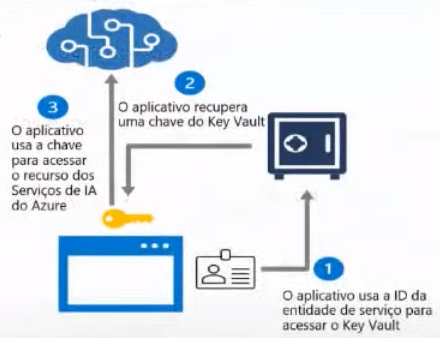 3
O aplicativo
usa a chave
para acessar
o recurso dos
Serviços de IA
do Azure
2
O aplicativo recupera
uma chave do Key Vault
1
O aplicativo usa a ID da
entidade de serviço para
acessar o Key Vault